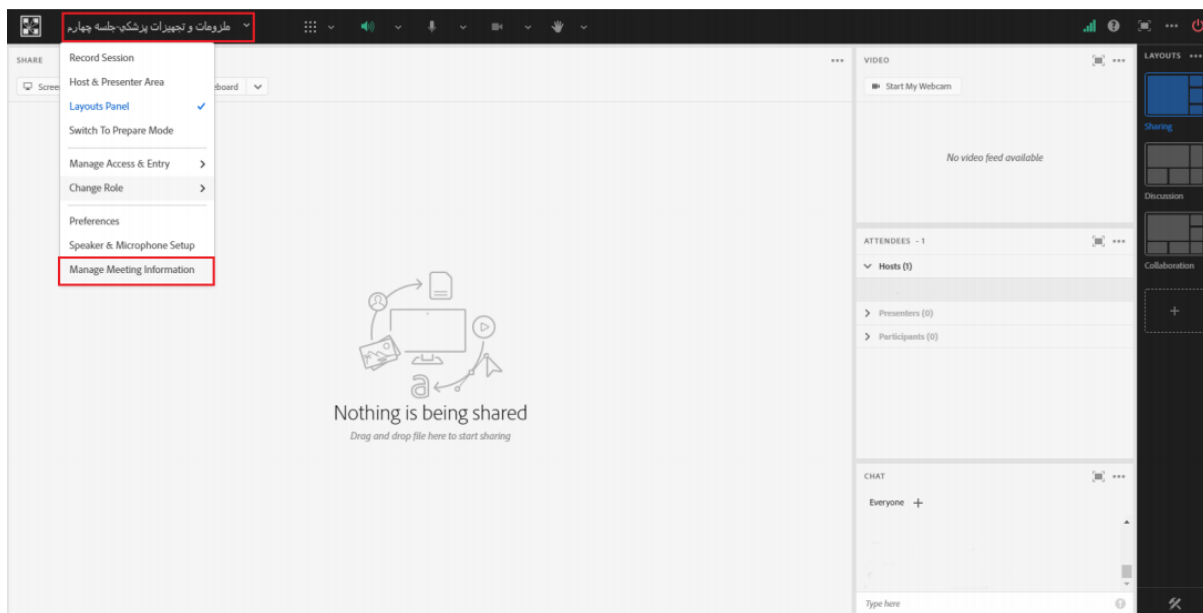 ملزومات و تجهیزات پزشکی-جلسه چهارم
SHARE
Record Session
Host & Presenter Area
Layouts Panel
Switch To Prepare Mode
Manage Access & Entry
Change Role
Preferences
Speaker & Microphone Setup
Manage Meeting Information
Nothing is being shared
Drag and drop file here to start sharing
VIDEO
Start My Webcam
No video feed available
ATTENDEES - 1
Hosts (1)
Presenters (0)
Participants (0)
CHAT
Everyone
Type here
LAYOUTS
Sharing
Discussion
Collaboration